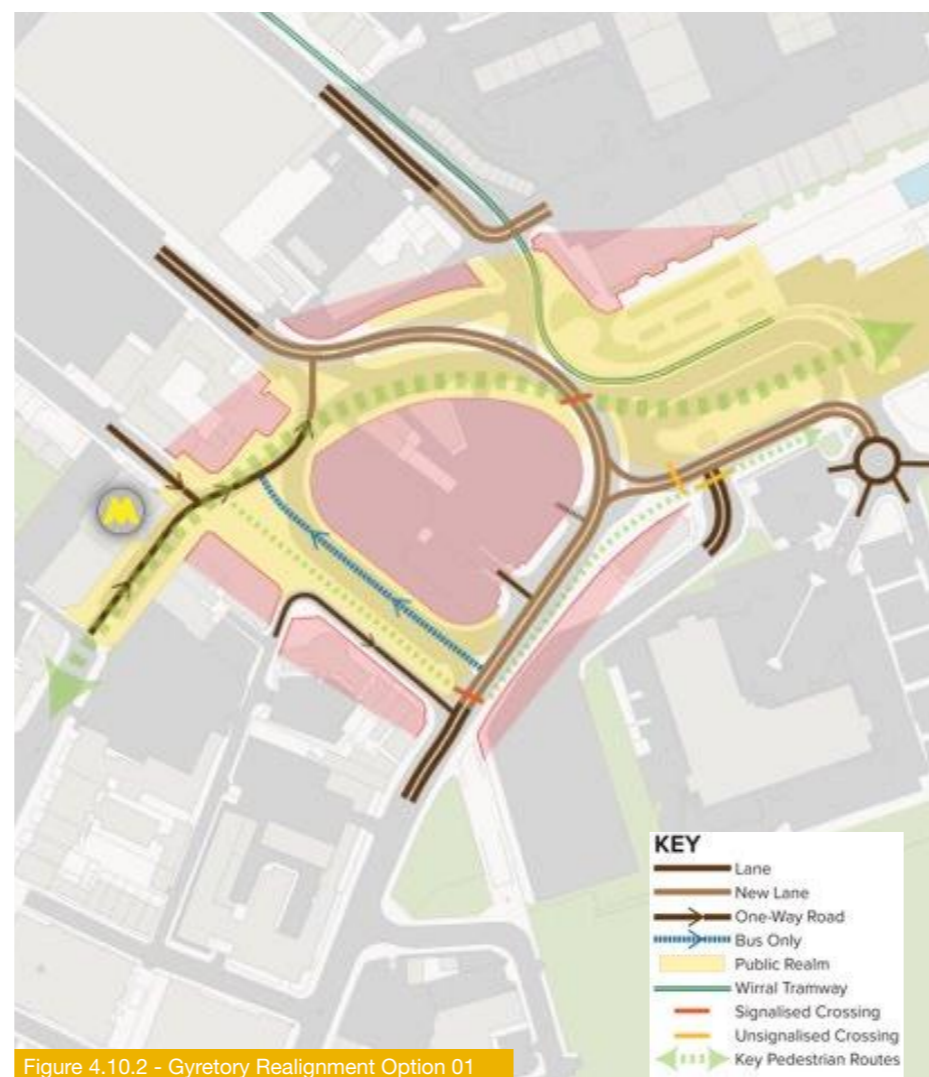 M
KEY
Lane
New Lane
One-Way Road
Bus Only
Public Realm
Wirral Tramway
Signalised Crossing
Unsignalised Crossing
Key Pedestrian Routes
Figure 4.10.2 - Gyretory Realignment Option 01